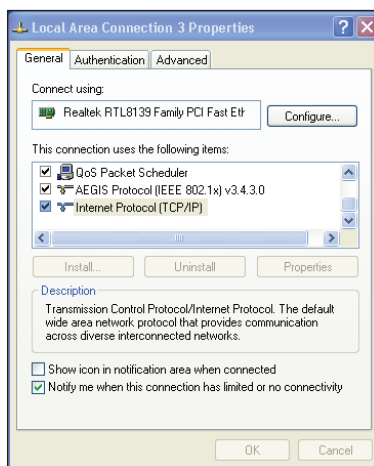 Local Area Connection 3 Properties
General Authentication Advanced
Connect using:
Realtek RTL8139 Family PCI Fast Eth
Configure...
This connection uses the following items:
QoS Packet Scheduler
AEGIS Protocol (IEEE 802.1x) v3.4.3.0
Internet Protocol (TCP/IP)
Install... Uninstall Properties
Description
Transmission Control Protocol/Internet Protocol. The default
wide area network protocol that provides communication
across diverse interconnected networks.
Show icon in notification area when connected
Notify me when this connection has limited or no connectivity
OK Cancel